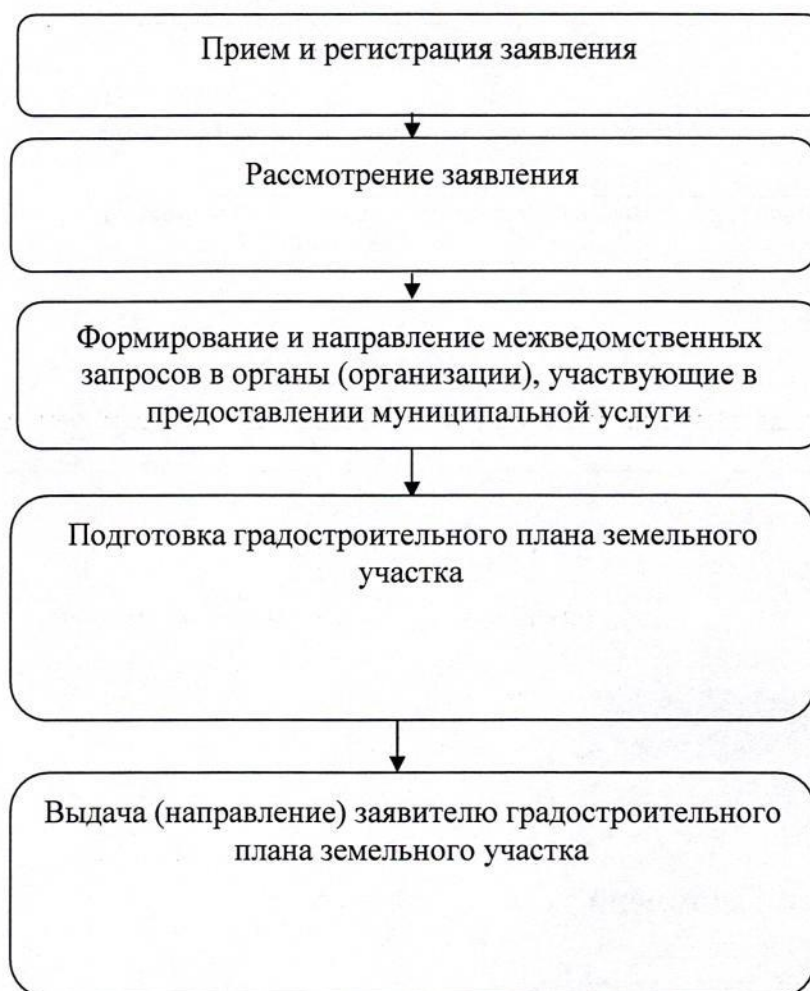 Прием и регистрация заявления
Рассмотрение заявления
Формирование и направление межведомственных
запросов в органы (организации), участвующие в
предоставлении муниципальной услуги
Подготовка градостроительного плана земельного
участка
Выдача (направление) заявителю градостроительного
плана земельного участка